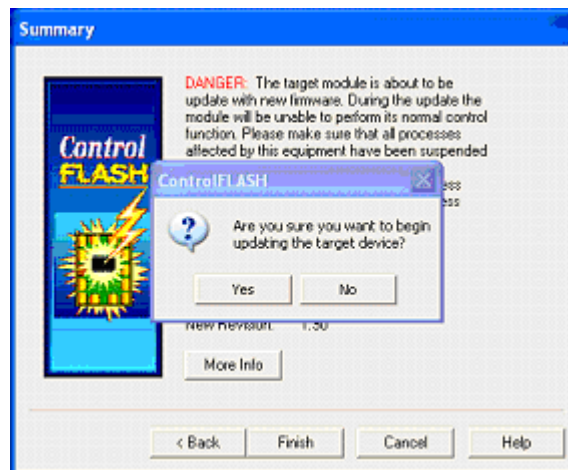 Summary
DANGER: The target module is about to be
update with new firmware. During the update the
module will be unable to perform its normal control
function. Please make sure that all processes
affected by this equipment have been suspended
Control
FLASH
ControlFLASH
ess
ess
Are you sure you want to begin
updating the target device?
Yes No
New Revision: 1.30
More Info
< Back Finish Cancel Help